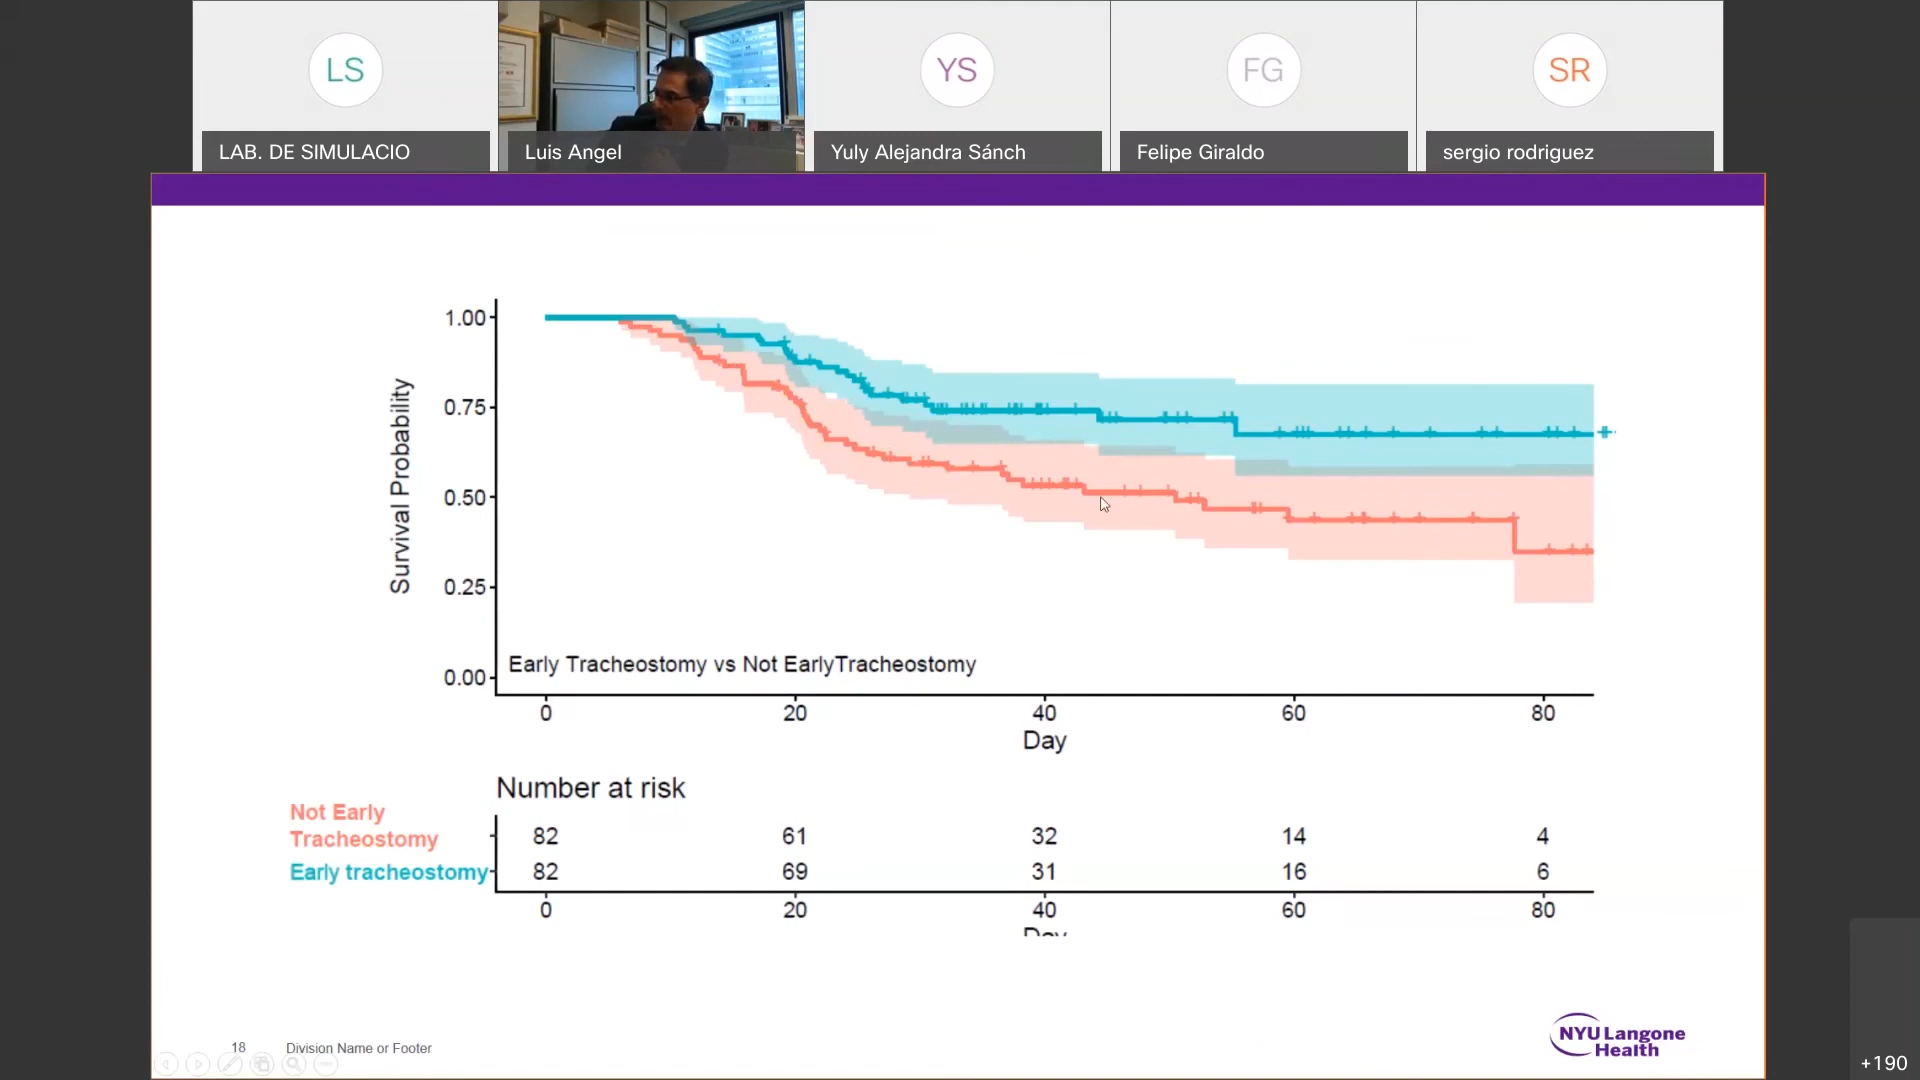 LS
YS
FG
SR
LAB. DE SIMULACIO
Luis Angel
Yuly Alejandra Sánch
Felipe Giraldo
sergio rodriguez
1.00
0.75
0.50
0.25
0.00
Survival Probability
Early Tracheostomy vs Not EarlyTracheostomy
0 20 40 60 80
Day
Number at risk
Not Early
Tracheostomy
82 61 32 14 4
Early tracheostomy
82 69 31 16 6
0 20 40 60 80
Day
18
Division Name or Footer
NYU Langone
Health
+190